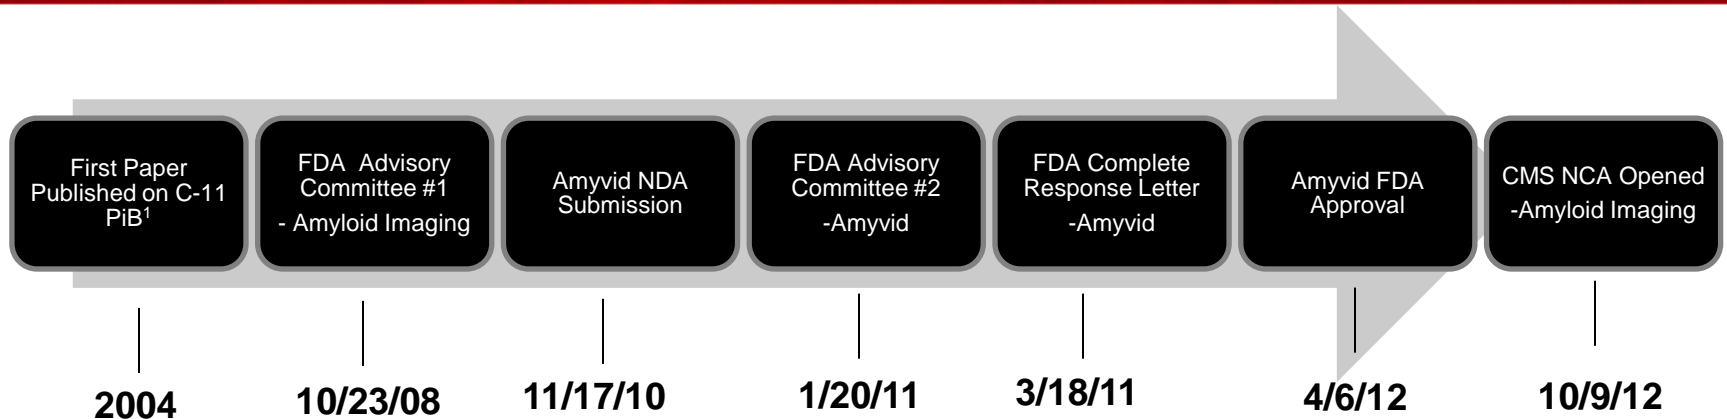 First Paper
Published on C-11
PiB¹
FDA Advisory
Committee #1
- Amyloid Imaging
Amyvid NDA
Submission
FDA Advisory
Committee #2
-Amyvid
FDA Complete
Response Letter
-Amyvid
Amyvid FDA
Approval
CMS NCA Opened
-Amyloid Imaging
2004
10/23/08
11/17/10
1/20/11
3/18/11
4/6/12
10/9/12